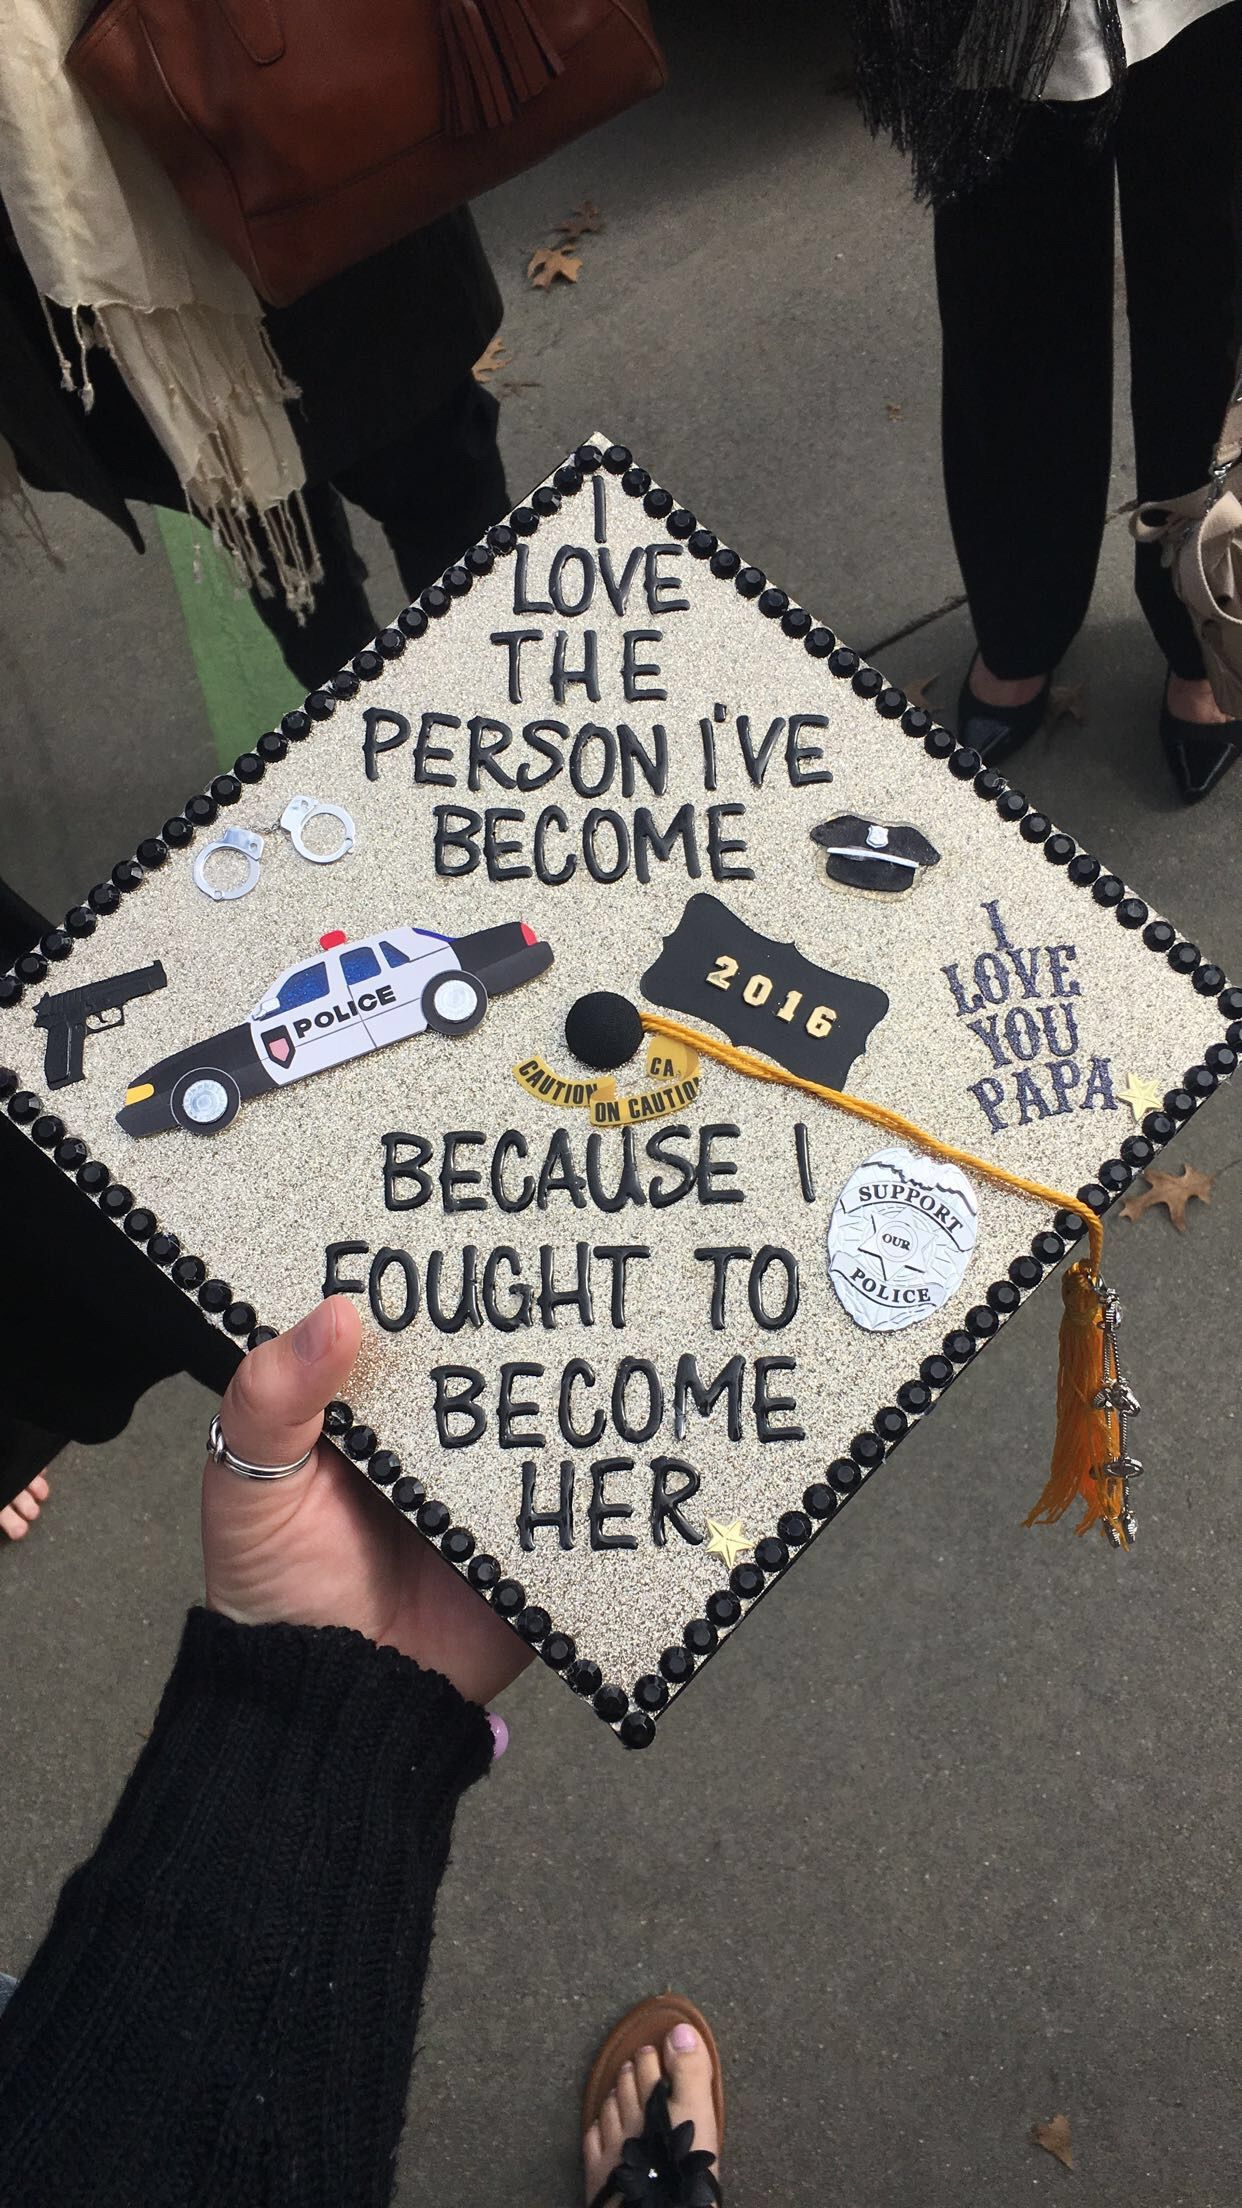 I
LOVE
THE
PERSON I'VE
BECOME
2016
I
LOVE
YOU
PAPA
POLICE
CAUTION
CA
ON CAUTIO
BECAUSE I
FOUGHT TO
BECOME
HER
SUPPORT
OUR
POLICE